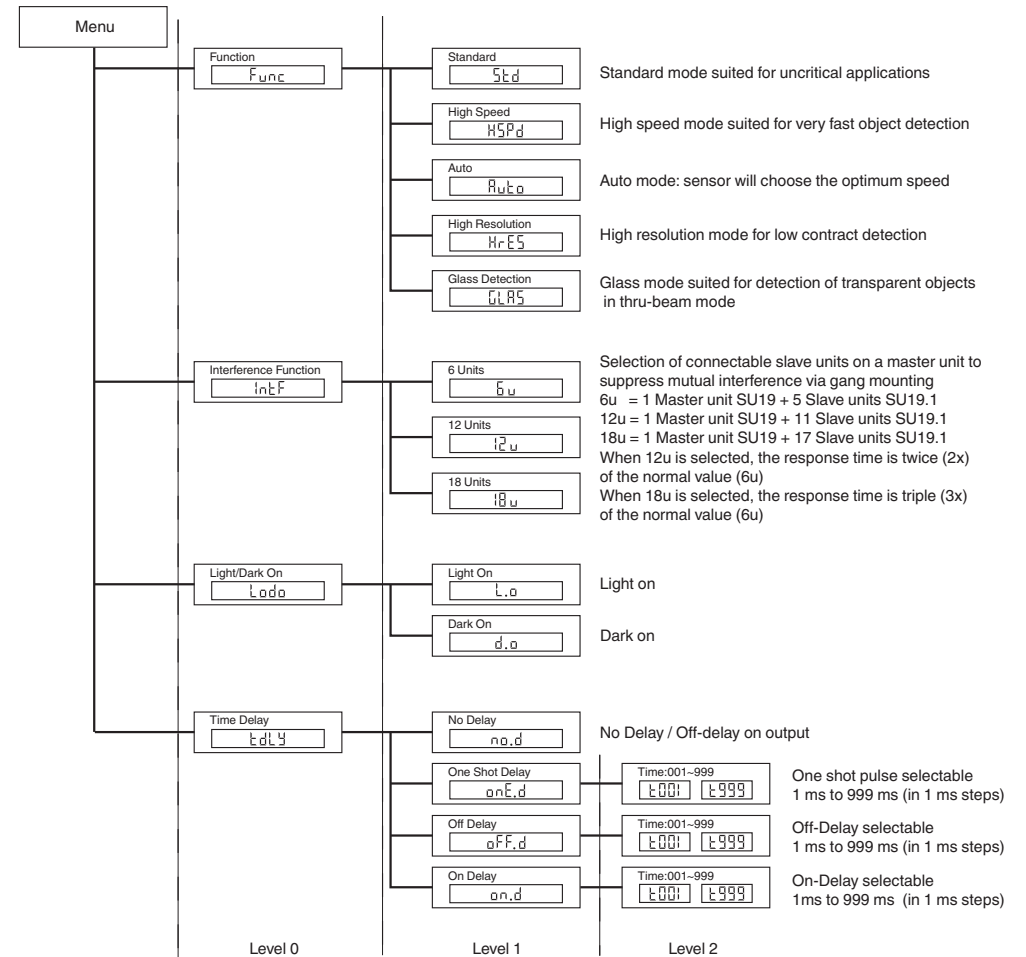 Menu
Function
Func
Standard
Std
Standard mode suited for uncritical applications
High Speed
HSPd
High speed mode suited for very fast object detection
Auto
Auto
Auto mode: sensor will choose the optimum speed
High Resolution
HrES
High resolution mode for low contract detection
Glass Detection
GLAS
Glass mode suited for detection of transparent objects
in thru-beam mode
Interference Function
IntF
6 Units
6u
12 Units
12u
18 Units
18u
Selection of connectable slave units on a master unit to
suppress mutual interference via gang mounting
6u = 1 Master unit SU19 + 5 Slave units SU19.1
12u = 1 Master unit SU19 + 11 Slave units SU19.1
18u = 1 Master unit SU19 + 17 Slave units SU19.1
When 12u is selected, the response time is twice (2x)
of the normal value (6u)
When 18u is selected, the response time is triple (3x)
of the normal value (6u)
Light/Dark On
Lodo
Light On
L.o
Light on
Dark On
d.o
Dark on
Time Delay
tdLY
No Delay
no.d
No Delay / Off-delay on output
One Shot Delay
onE.d
Time:001~999
t001 t999
One shot pulse selectable
1 ms to 999 ms (in 1 ms steps)
Off Delay
oFF.d
Time:001~999
t001 t999
Off-Delay selectable
1 ms to 999 ms (in 1 ms steps)
On Delay
on.d
Time:001~999
t001 t999
On-Delay selectable
1ms to 999 ms (in 1 ms steps)
Level 0 Level 1 Level 2